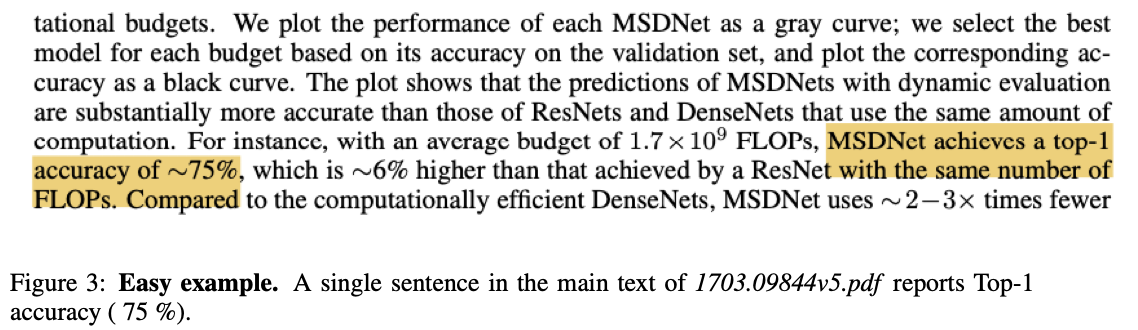 tational budgets. We plot the performance of each MSDNet as a gray curve; we select the best
model for each budget based on its accuracy on the validation set, and plot the corresponding ac-
curacy as a black curve. The plot shows that the predictions of MSDNets with dynamic evaluation
are substantially more accurate than those of ResNets and DenseNets that use the same amount of
computation. For instance, with an average budget of 1.7×10⁹ FLOPs, MSDNet achieves a top-1
accuracy of ∼75%, which is ∼6% higher than that achieved by a ResNet with the same number of
FLOPs. Compared to the computationally efficient DenseNets, MSDNet uses ∼2−3× times fewer
Figure 3: Easy example. A single sentence in the main text of 1703.09844v5.pdf reports Top-1
accuracy ( 75 %).